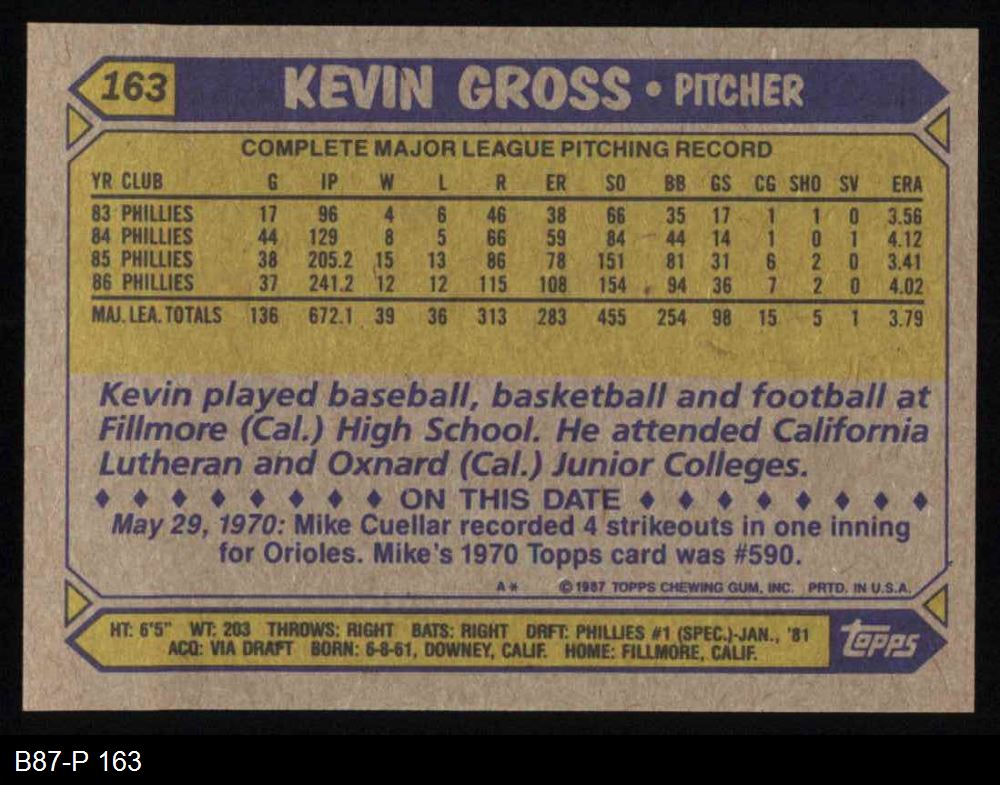 163 KEVIN GROSS • PITCHER
COMPLETE MAJOR LEAGUE PITCHING RECORD
YR CLUB G IP W L R ER SO BB GS CG SHO SV ERA
83 PHILLIES 17 96 4 6 46 38 66 35 17 1 1 0 3.56
84 PHILLIES 44 129 8 5 66 59 84 44 14 1 0 1 4.12
85 PHILLIES 38 205.2 15 13 86 78 151 81 31 6 2 0 3.41
86 PHILLIES 37 241.2 12 12 115 108 154 94 36 7 2 0 4.02
MAJ. LEA. TOTALS 136 672.1 39 36 313 283 455 254 98 15 5 1 3.79
Kevin played baseball, basketball and football at
Fillmore (Cal.) High School. He attended California
Lutheran and Oxnard (Cal.) Junior Colleges.
♦ ♦ ♦ ♦ ♦ ♦ ♦ ♦ ON THIS DATE ♦ ♦ ♦ ♦ ♦ ♦ ♦ ♦
May 29, 1970: Mike Cuellar recorded 4 strikeouts in one inning
for Orioles. Mike's 1970 Topps card was #590.
A* © 1987 TOPPS CHEWING GUM, INC. PRTD. IN U.S.A.
HT: 6'5" WT: 203 THROWS: RIGHT BATS: RIGHT DRFT: PHILLIES #1 (SPEC.)-JAN., '81
ACQ: VIA DRAFT BORN: 6-8-61, DOWNEY, CALIF. HOME: FILLMORE, CALIF.
topps
B87-P 163